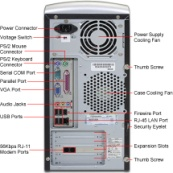 Power Connector
Voltage Switch
PS/2 Mouse
Connector
PS/2 Keyboard
Connector
Serial COM Port
Parallel Port
VGA Port
Audio Jacks
USB Ports
56Kbps RJ-11
Modem Ports
Power Supply
Cooling Fan
Thumb Screw
Case Cooling Fan
Firewire Port
RJ-45 LAN Port
Security Eyelet
Expansion Slots
Thumb Screw